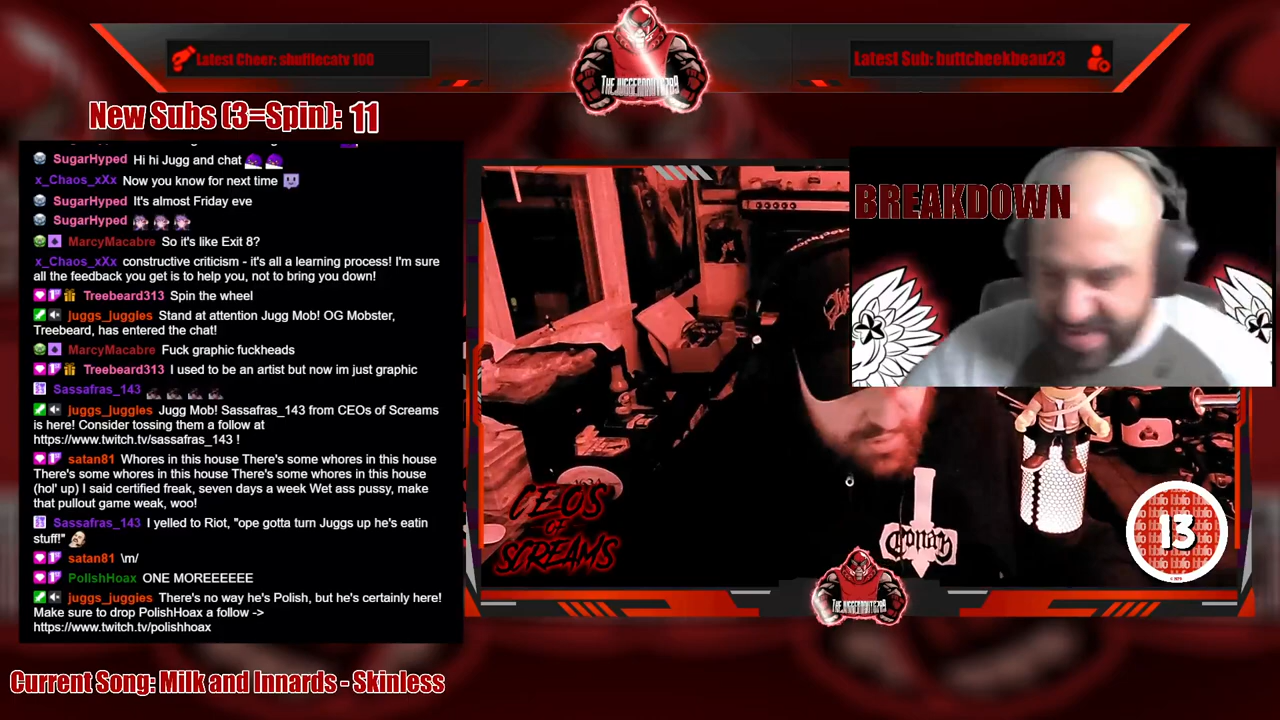 Latest Cheer: shufflecatv 100
THEJUGGERNAUT0789
Latest Sub: buttcheekbeau23
New Subs (3=Spin): 11
SugarHyped Hi hi Jugg and chat
x_Chaos_xXx Now you know for next time
SugarHyped It's almost Friday eve
SugarHyped
MarcyMacabre So it's like Exit 8?
x_Chaos_xXx constructive criticism - it's all a learning process! I'm sure
all the feedback you get is to help you, not to bring you down!
Treebeard313 Spin the wheel
juggs_juggies Stand at attention Jugg Mob! OG Mobster,
Treebeard, has entered the chat!
MarcyMacabre Fuck graphic fuckheads
Treebeard313 I used to be an artist but now im just graphic
Sassafras_143
juggs_juggies Jugg Mob! Sassafras_143 from CEOs of Screams
is here! Consider tossing them a follow at
https://www.twitch.tv/sassafras_143 !
satan81 Whores in this house There's some whores in this house
There's some whores in this house There's some whores in this house
(hol' up) I said certified freak, seven days a week Wet ass pussy, make
that pullout game weak, woo!
Sassafras_143 I yelled to Riot, "ope gotta turn Juggs up he's eatin
stuff!"
satan81 \m/
PolishHoax ONE MOREEEEEE
juggs_juggies There's no way he's Polish, but he's certainly here!
Make sure to drop PolishHoax a follow ->
https://www.twitch.tv/polishhoax
BREAKDOWN
CEOS
OF
SCREAMS
Conan
13
Current Song: Milk and Innards - Skinless